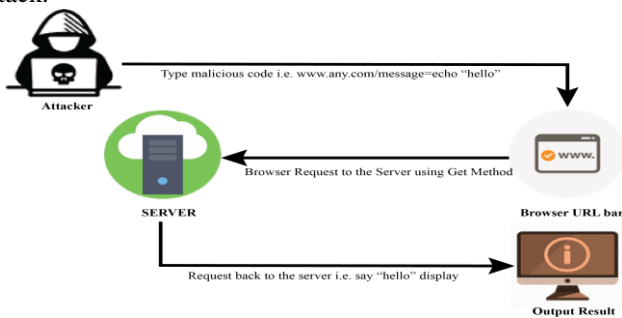 tack.
Type malicious code i.e. www.any.com/message=echo “hello”
Attacker
www.
Browser Request to the Server using Get Method
SERVER
Browser URL bar
Request back to the server i.e. say “hello” display
Output Result